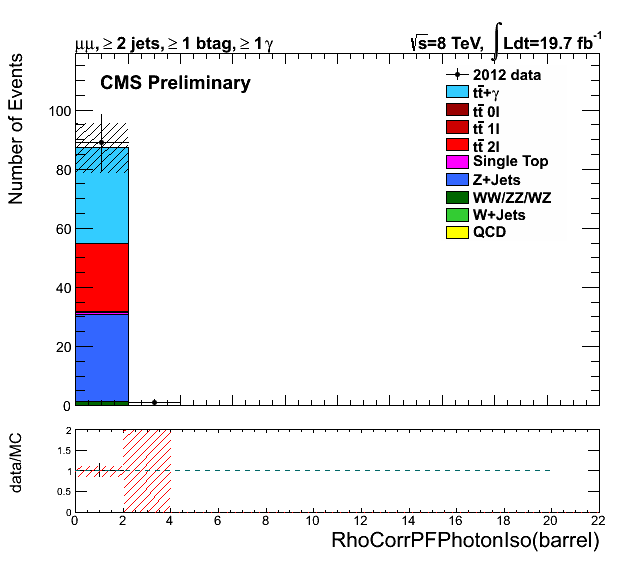 μμ, ≥ 2 jets, ≥ 1 btag, ≥ 1 γ
√s=8 TeV, ∫ Ldt=19.7 fb⁻¹
CMS Preliminary
2012 data
tt̄+γ
tt̄ 0l
tt̄ 1l
tt̄ 2l
Single Top
Z+Jets
WW/ZZ/WZ
W+Jets
QCD
Number of Events
100
80
60
40
20
0
data/MC
2
1.5
1
0.5
0
0 2 4 6 8 10 12 14 16 18 20 22
RhoCorrPFPhotonIso(barrel)